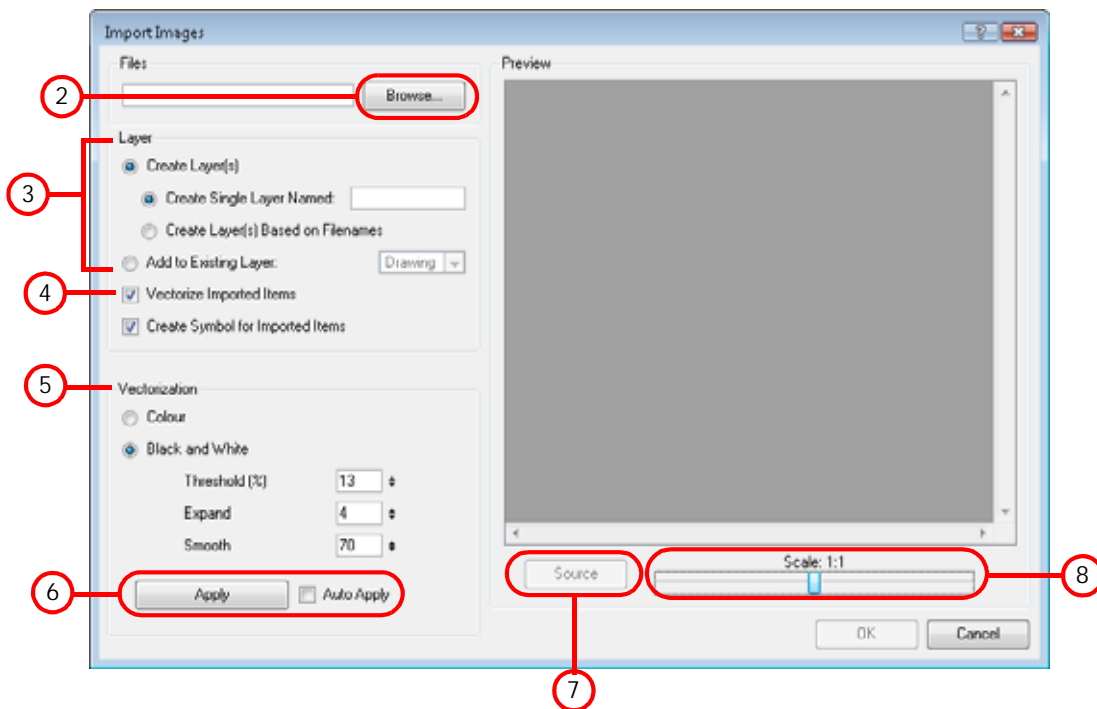 Import Images
Files
Browse...
2
Layer
Create Layer(s)
Create Single Layer Named:
Create Layer(s) Based on Filenames
Add to Existing Layer:
Drawing
3
Vectorize Imported Items
4
Create Symbol for Imported Items
Vectorization
5
Colour
Black and White
Threshold (%)
13
Expand
4
Smooth
70
Apply
Auto Apply
6
Preview
Source
7
Scale: 1:1
8
OK
Cancel